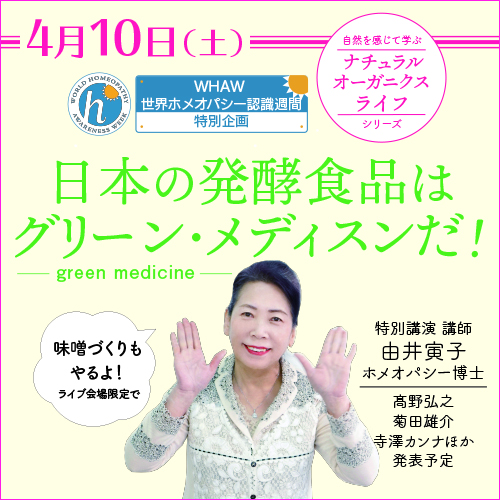 4月10日(土)
自然を感じて学ぶ
ナチュラル
オーガニクス
ライフ
シリーズ
WORLD HOMEOPATHY
AWARENESS WEEK
h
WHAW
世界ホメオパシー認識週間
特別企画
日本の発酵食品は
グリーン・メディスンだ!
green medicine
味噌づくりも
やるよ!
ライブ会場限定で
特別講演 講師
由井寅子
ホメオパシー博士
髙野弘之
菊田雄介
寺澤カンナほか
発表予定